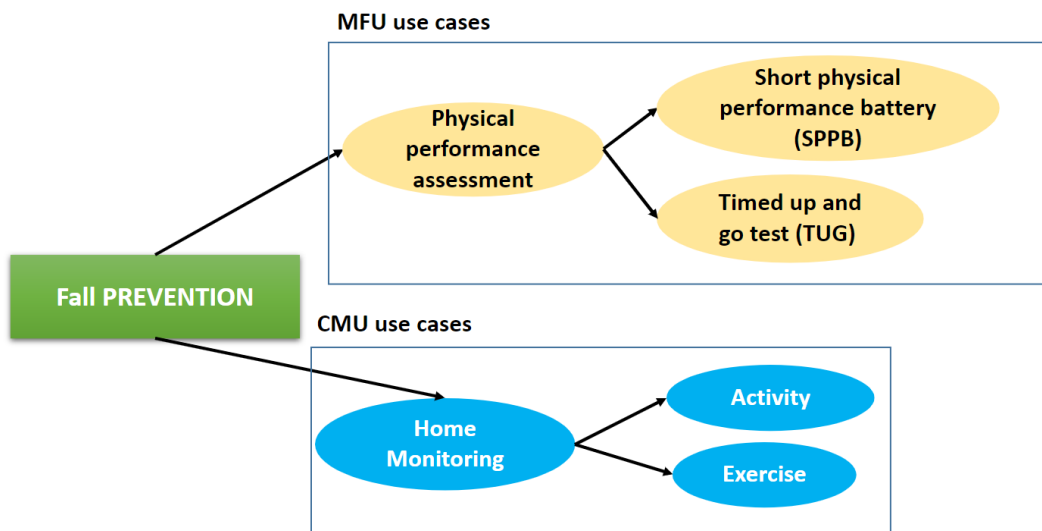 MFU use cases
Physical
performance
assessment
Short physical
performance battery
(SPPB)
Timed up and
go test (TUG)
Fall PREVENTION
CMU use cases
Home
Monitoring
Activity
Exercise